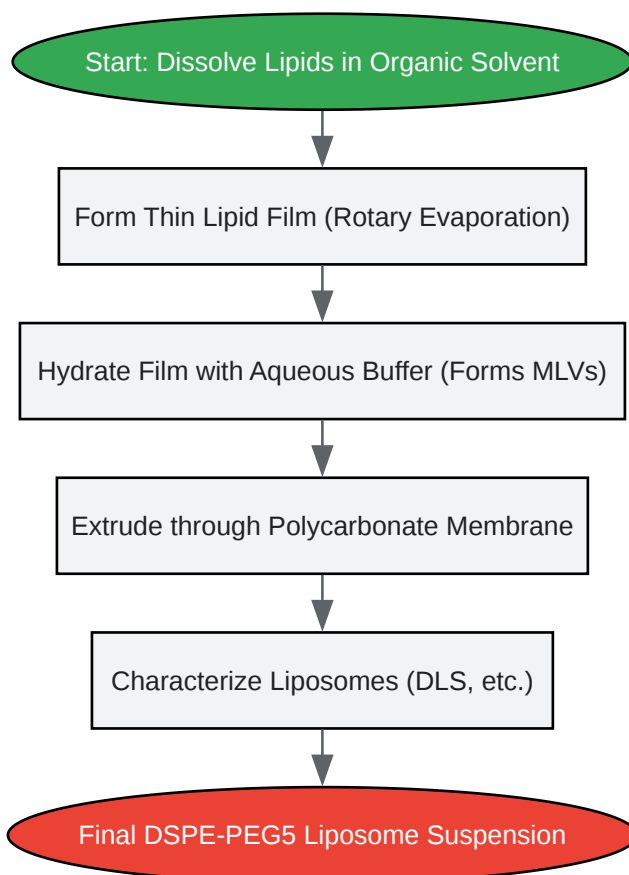 Start: Dissolve Lipids in Organic Solvent
Form Thin Lipid Film (Rotary Evaporation)
Hydrate Film with Aqueous Buffer (Forms MLVs)
Extrude through Polycarbonate Membrane
Characterize Liposomes (DLS, etc.)
Final DSPE-PEG5 Liposome Suspension